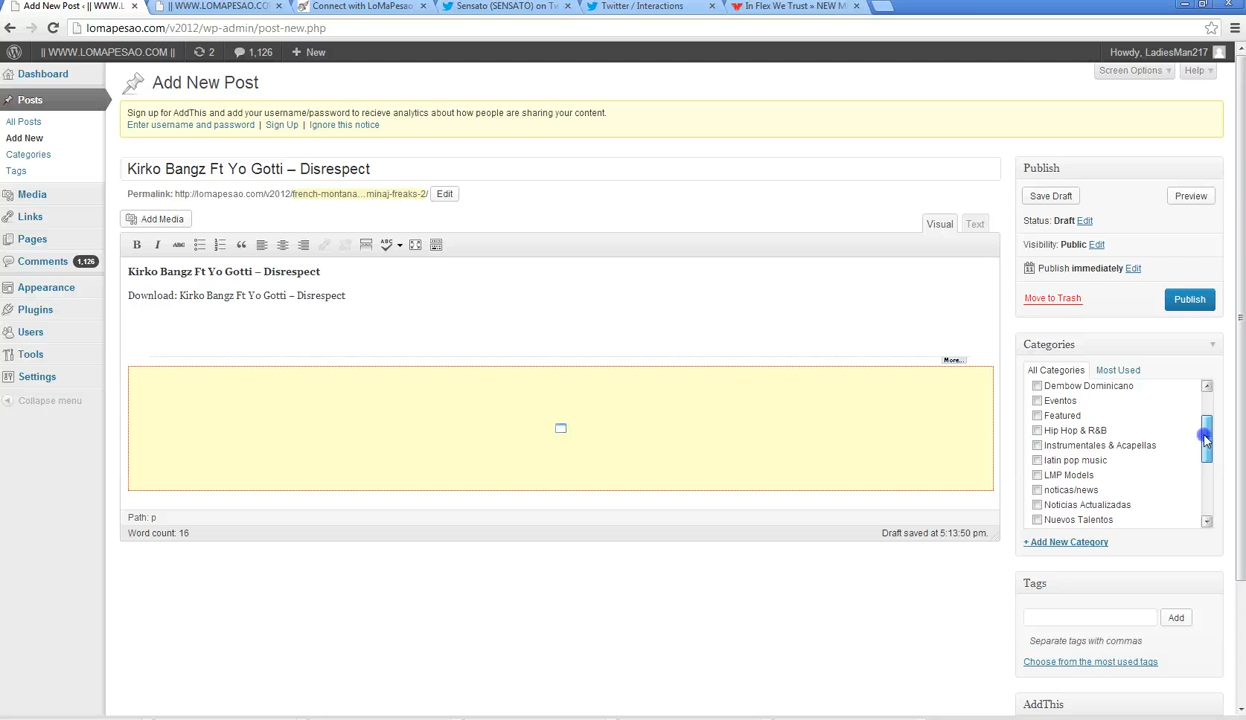 Add New Post ‹ || WWW.L
|| WWW.LOMAPESAO.COM
Connect with LoMaPesao
Sensato (SENSATO) on Tw
Twitter / Interactions
In Flex We Trust » NEW M
lomapesao.com/v2012/wp-admin/post-new.php
|| WWW.LOMAPESAO.COM ||
2
1,126
+ New
Howdy, LadiesMan217
Dashboard
Posts
All Posts
Add New
Categories
Tags
Media
Links
Pages
Comments 1,126
Appearance
Plugins
Users
Tools
Settings
Collapse menu
Add New Post
Screen Options
Help
Sign up for AddThis and add your username/password to recieve analytics about how people are sharing your content.
Enter username and password | Sign Up | Ignore this notice
Kirko Bangz Ft Yo Gotti – Disrespect
Permalink: http://lomapesao.com/v2012/french-montana…minaj-freaks-2/ Edit
Add Media
Visual
Text
B I ABC
ABC
Kirko Bangz Ft Yo Gotti – Disrespect
Download: Kirko Bangz Ft Yo Gotti – Disrespect
More...
Path: p
Word count: 16
Draft saved at 5:13:50 pm.
Publish
Save Draft
Preview
Status: Draft Edit
Visibility: Public Edit
Publish immediately Edit
Move to Trash
Publish
Categories
All Categories
Most Used
Dembow Dominicano
Eventos
Featured
Hip Hop & R&B
Instrumentales & Acapellas
latin pop music
LMP Models
noticas/news
Noticias Actualizadas
Nuevos Talentos
+ Add New Category
Tags
Add
Separate tags with commas
Choose from the most used tags
AddThis